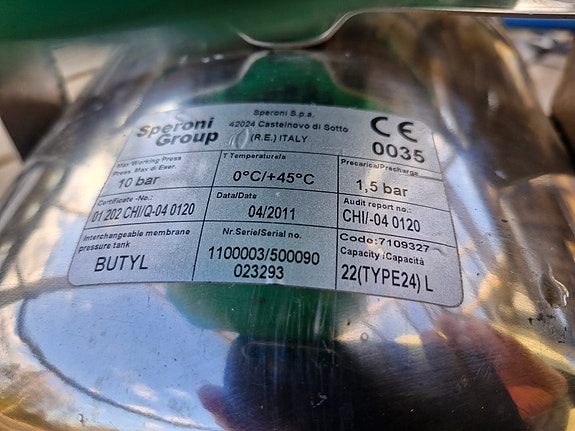 Speroni
Group
Speroni S.p.a.
42024 Castelnovo di Sotto
(R.E.) ITALY
CE
0035
Max Working Press
Press. Max di Eser.
10 bar
T Temperature/a
0°C/+45°C
Precarica/Precharge
1,5 bar
Certificate -No.:
01 202 CHI/Q-04 0120
Data/Date
04/2011
Audit report no.:
CHI/-04 0120
Interchangeable membrane
pressure tank
BUTYL
Nr.Serie/Serial no.
1100003/500090
023293
Code:7109327
Capacity /Capacità
22(TYPE24) L